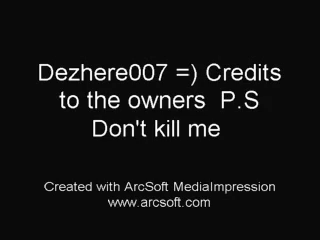 Dezhere007 =) Credits
to the owners  P.S
Don't kill me
Created with ArcSoft MediaImpression
www.arcsoft.com